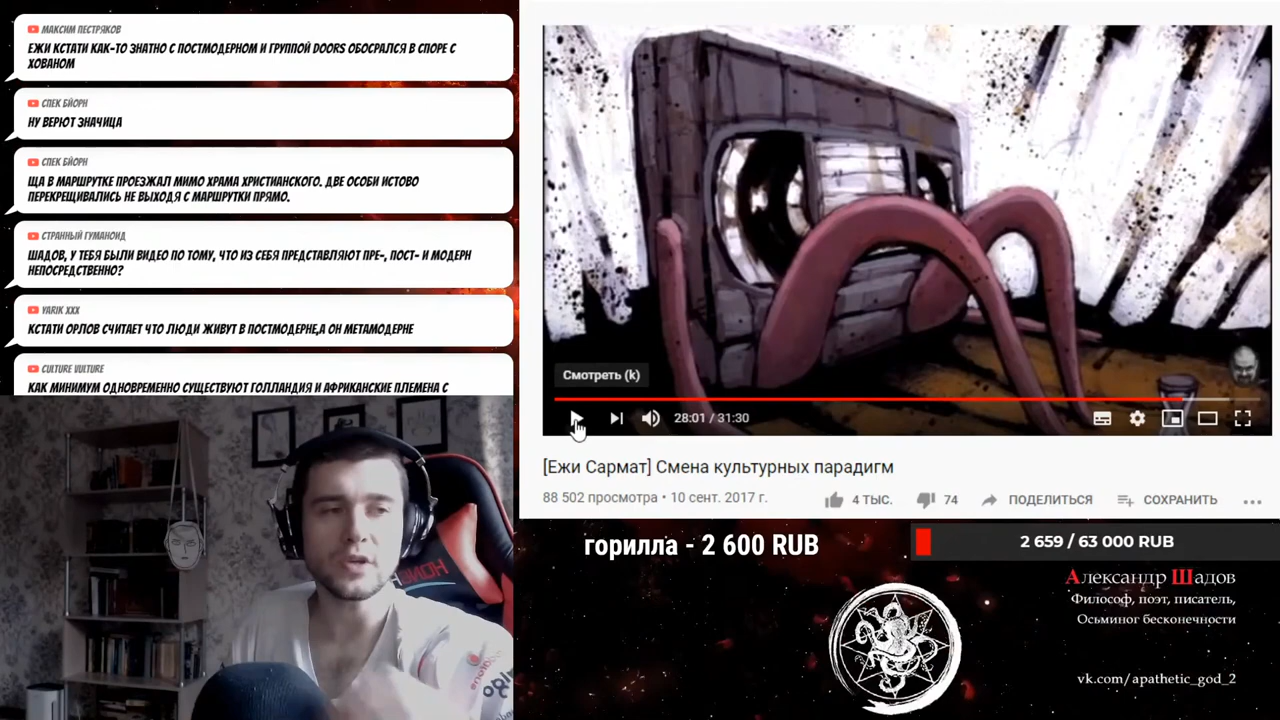 МАКСИМ ПЕСТРЯКОВ
ЕЖИ КСТАТИ КАК-ТО ЗНАТНО С ПОСТМОДЕРНОМ И ГРУППОЙ DOORS ОБОСРАЛСЯ В СПОРЕ С
ХОВАНОМ
СПЕК БЙОРН
НУ ВЕРЮТ ЗНАЧИЦА
СПЕК БЙОРН
ЩА В МАРШРУТКЕ ПРОЕЗЖАЛ МИМО ХРАМА ХРИСТИАНСКОГО. ДВЕ ОСОБИ ИСТОВО
ПЕРЕКРЕЩИВАЛИСЬ НЕ ВЫХОДЯ С МАРШРУТКИ ПРЯМО.
СТРАННЫЙ ГУМАНОИД
ШАДОВ, У ТЕБЯ БЫЛИ ВИДЕО ПО ТОМУ, ЧТО ИЗ СЕБЯ ПРЕДСТАВЛЯЮТ ПРЕ-, ПОСТ- И МОДЕРН
НЕПОСРЕДСТВЕННО?
YARIK XXX
КСТАТИ ОРЛОВ СЧИТАЕТ ЧТО ЛЮДИ ЖИВУТ В ПОСТМОДЕРНЕ,А ОН МЕТАМОДЕРНЕ
CULTURE VULTURE
КАК МИНИМУМ ОДНОВРЕМЕННО СУЩЕСТВУЮТ ГОЛЛАНДИЯ И АФРИКАНСКИЕ ПЛЕМЕНА С
Смотреть (k)
28:01 / 31:30
[Ежи Сармат] Смена культурных парадигм
88 502 просмотра • 10 сент. 2017 г.
4 ТЫС.
74
ПОДЕЛИТЬСЯ
СОХРАНИТЬ
горилла - 2 600 RUB
2 659 / 63 000 RUB
Александр Шадов
Философ, поэт, писатель,
Осьминог бесконечности
vk.com/apathetic_god_2